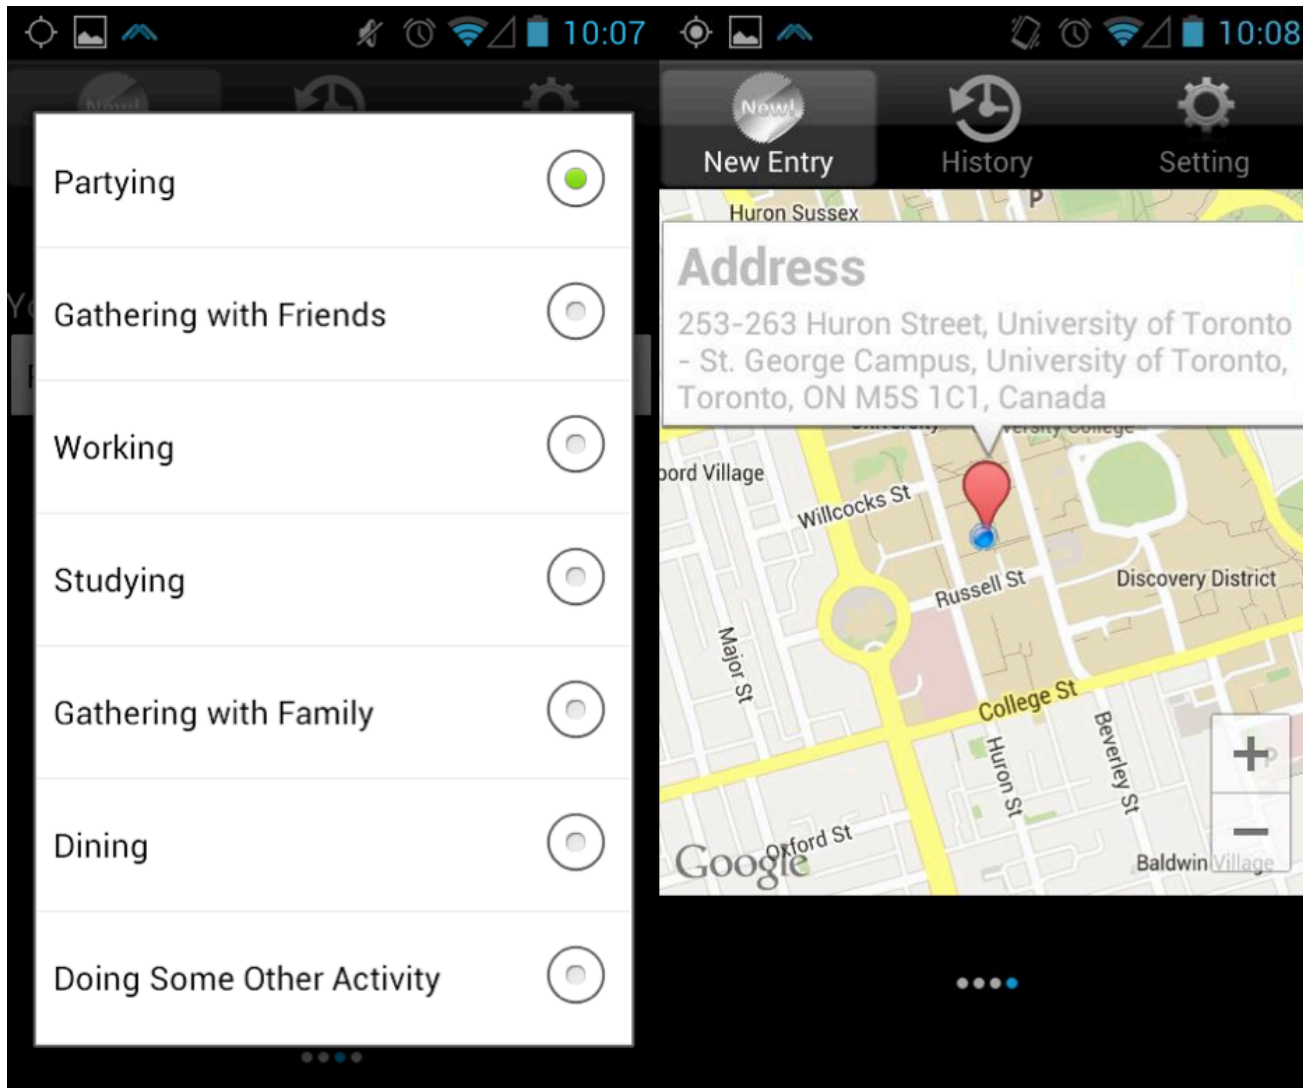 10:07
New!
Partying
Gathering with Friends
Working
Studying
Gathering with Family
Dining
Doing Some Other Activity
10:08
New!
New Entry
History
Setting
P
Huron Sussex
Address
253-263 Huron Street, University of Toronto
- St. George Campus, University of Toronto,
Toronto, ON M5S 1C1, Canada
Village
Willcocks St
Russell St
Discovery District
Major St
College St
Huron St
Beverley St
P
Oxford St
Google
Baldwin Village